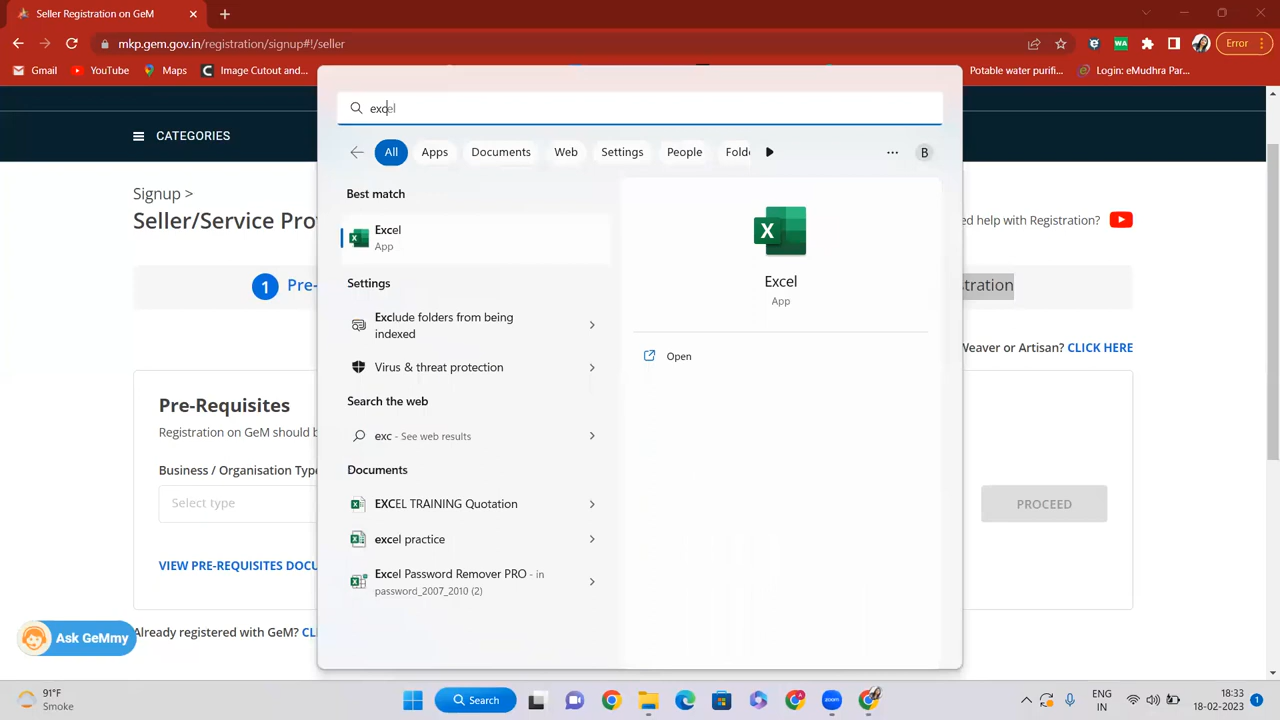 Seller Registration on GeM
mkp.gem.gov.in/registration/signup#!/seller
Error
Gmail
YouTube
Maps
Image Cutout and...
Potable water purifi...
Login: eMudhra Par...
excel
CATEGORIES
All
Apps
Documents
Web
Settings
People
Folde
B
Signup >
Seller/Service Pro
ed help with Registration?
Best match
Excel
App
Excel
App
Open
1 Pre-
stration
Settings
Exclude folders from being
indexed
Virus & threat protection
Weaver or Artisan? CLICK HERE
Search the web
exc - See web results
Pre-Requisites
Registration on GeM should b
Business / Organisation Type
Select type
PROCEED
VIEW PRE-REQUISITES DOCU
Documents
EXCEL TRAINING Quotation
excel practice
Excel Password Remover PRO - in
password_2007_2010 (2)
Ask GeMmy
Already registered with GeM? CLI
91°F
Smoke
Search
zoom
ENG
IN
18:33
18-02-2023
1